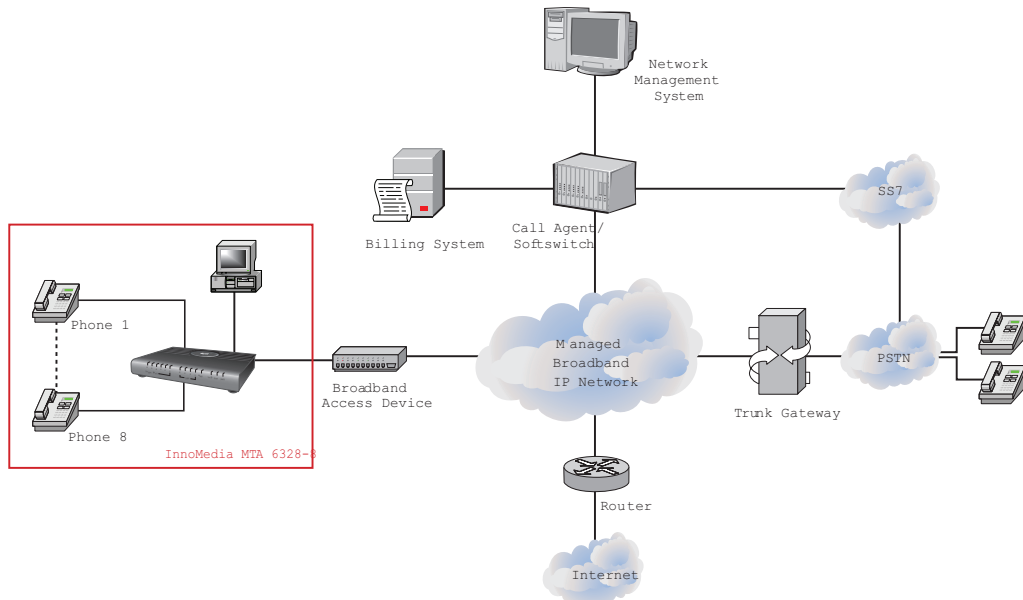 Network
Management
System
SS7
Call Agent/
Softswitch
Billing System
Phone 1
Managed
Broadband
IP Network
PSTN
Broadband
Access Device
Trunk Gateway
Phone 8
InnoMedia MTA 6328-8
Router
Internet